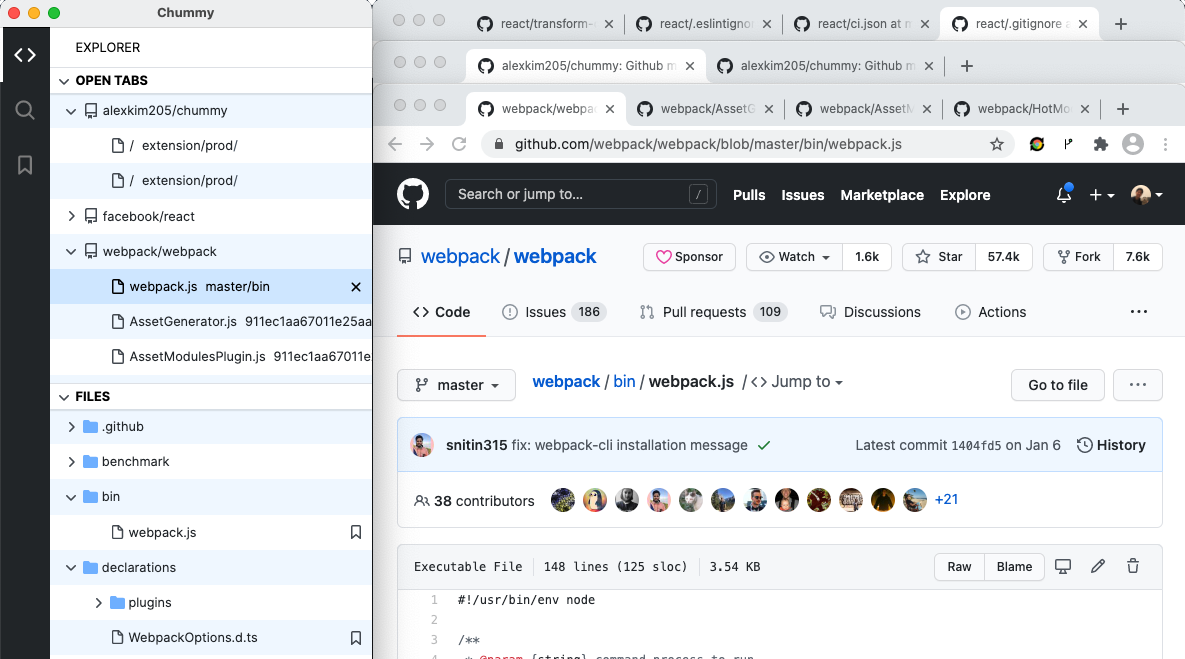 Chummy
EXPLORER
OPEN TABS
alexkim205/chummy
/ extension/prod/
/ extension/prod/
facebook/react
webpack/webpack
webpack.js master/bin
AssetGenerator.js 911ec1aa67011e25aa
AssetModulesPlugin.js 911ec1aa67011e
FILES
.github
benchmark
bin
webpack.js
declarations
plugins
WebpackOptions.d.ts
react/transform- react/.eslintigno react/ci.json at m react/.gitignore a
alexkim205/chummy: Github m alexkim205/chummy: Github m
webpack/webpa webpack/AssetG webpack/AssetM webpack/HotMo
github.com/webpack/webpack/blob/master/bin/webpack.js
Search or jump to... / Pulls Issues Marketplace Explore
webpack / webpack Sponsor Watch 1.6k Star 57.4k Fork 7.6k
Code Issues 186 Pull requests 109 Discussions Actions
master webpack / bin / webpack.js / Jump to Go to file
snitin315 fix: webpack-cli installation message Latest commit 1404fd5 on Jan 6 History
38 contributors +21
Executable File 148 lines (125 sloc) 3.54 KB Raw Blame
1 #!/usr/bin/env node
2
3 /**
4 * @param {string} command process to run